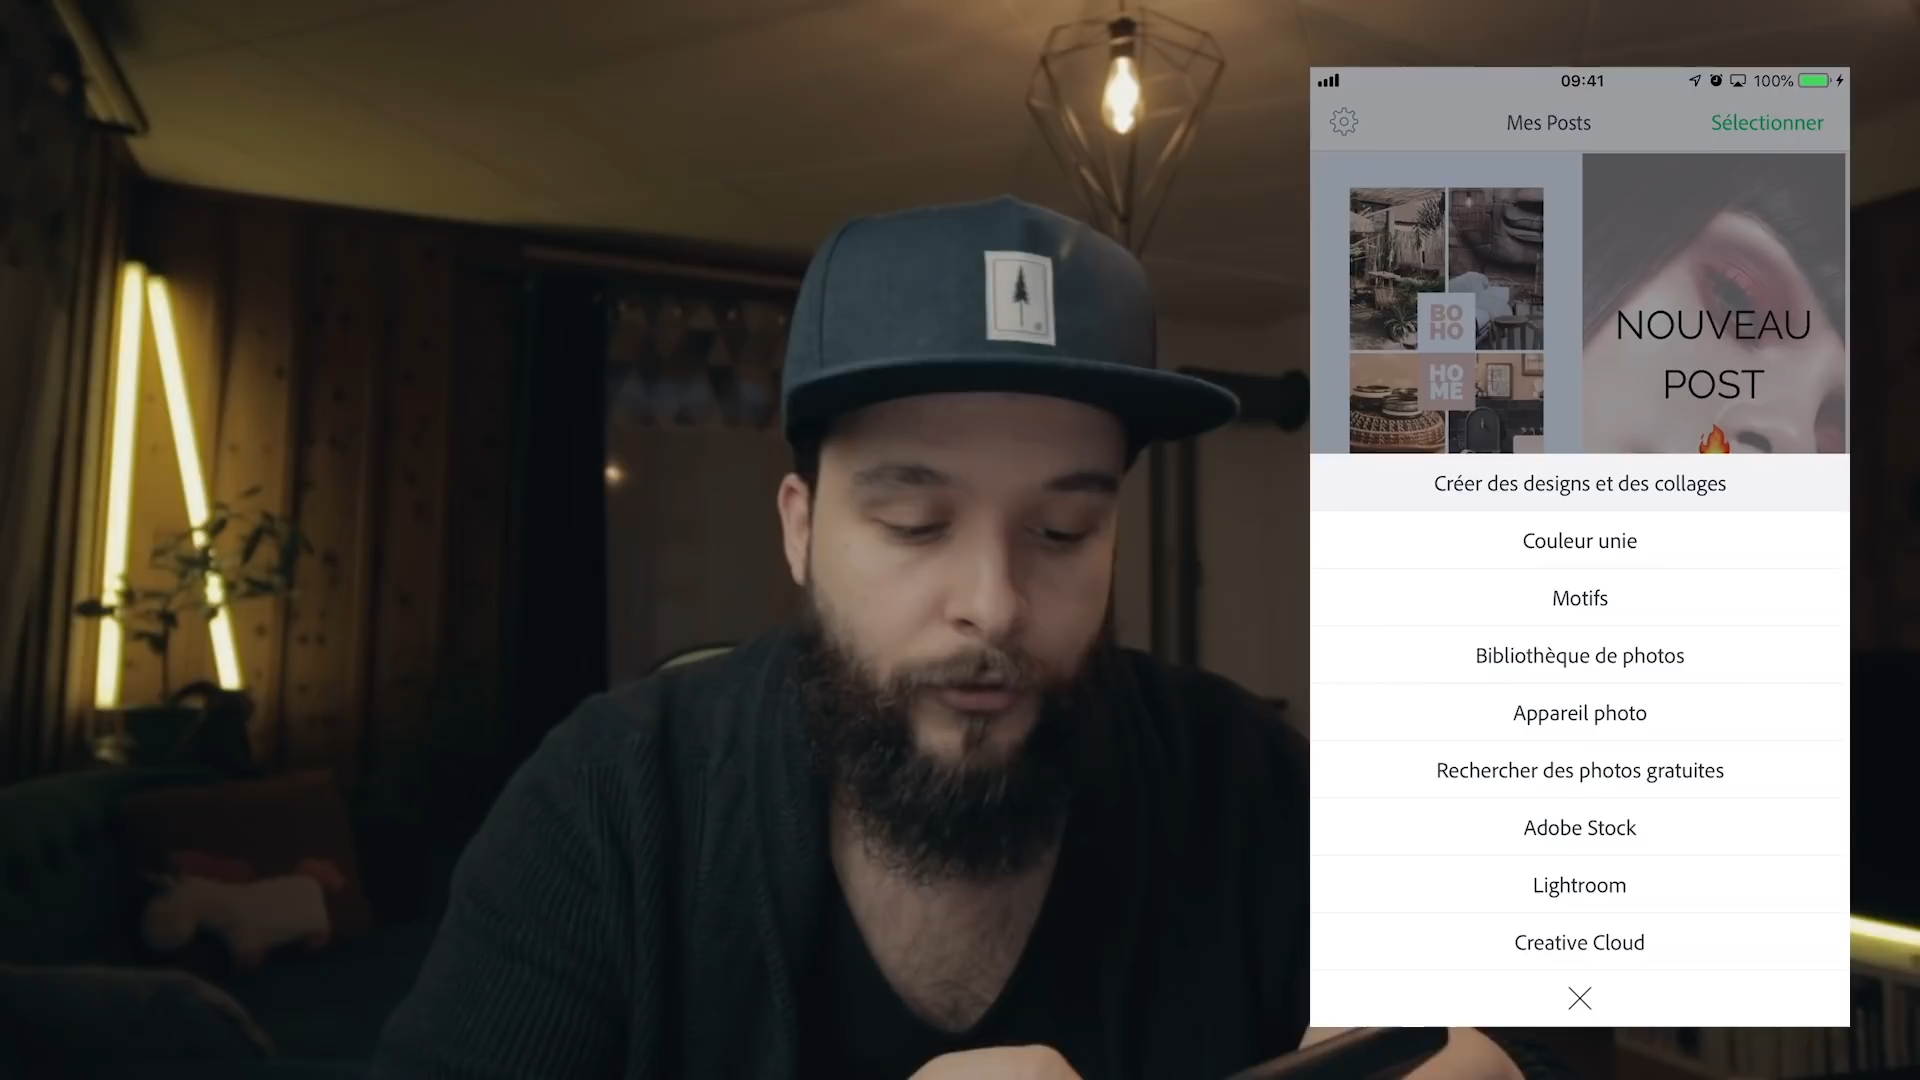 09:41
100%
Mes Posts
Sélectionner
BO
HO
HO
ME
NOUVEAU
POST
Créer des designs et des collages
Couleur unie
Motifs
Bibliothèque de photos
Appareil photo
Rechercher des photos gratuites
Adobe Stock
Lightroom
Creative Cloud